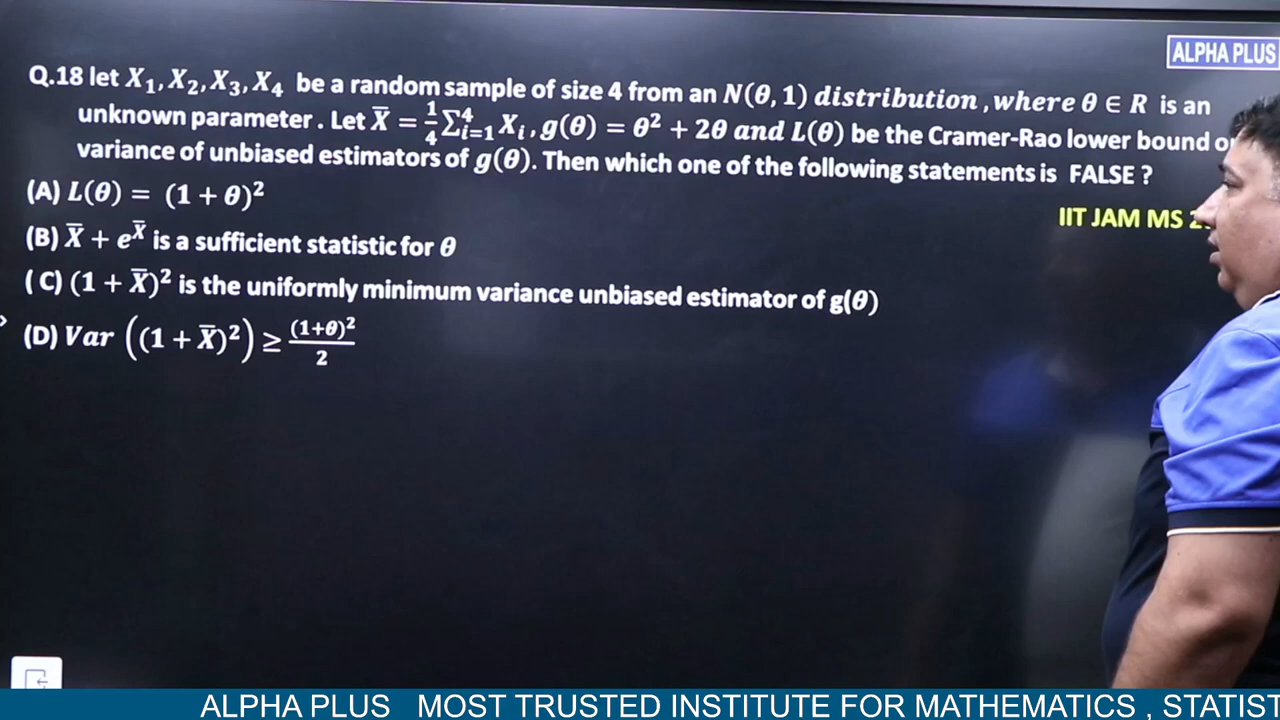 ALPHA PLUS
Q.18 let X₁, X₂, X₃, X₄ be a random sample of size 4 from an N(θ, 1) distribution , where θ ∈ R is an
unknown parameter . Let X̄ = 1/4 Σ⁴ᵢ₌₁ Xᵢ , g(θ) = θ² + 2θ and L(θ) be the Cramer-Rao lower bound
variance of unbiased estimators of g(θ). Then which one of the following statements is FALSE ?
(A) L(θ) = (1 + θ)²
IIT JAM MS
(B) X̄ + e^X̄ is a sufficient statistic for θ
( C) (1 + X̄)² is the uniformly minimum variance unbiased estimator of g(θ)
(D) Var ((1 + X̄)²) ≥ (1+θ)²/2
ALPHA PLUS MOST TRUSTED INSTITUTE FOR MATHEMATICS ,